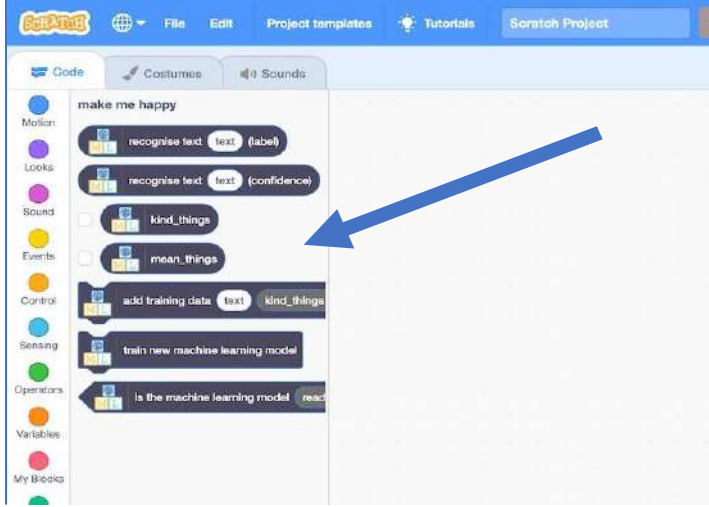 SCRATCH File Edit Project templates Tutorials Scratch Project
Code Costumes Sounds
make me happy
Motion
recognise text text (label)
Looks
recognise text text (confidence)
Sound
kind_things
Events
mean_things
Control
add training data text kind_things
Sensing
train new machine learning model
Operators
Is the machine learning model
Variables
My Blocks